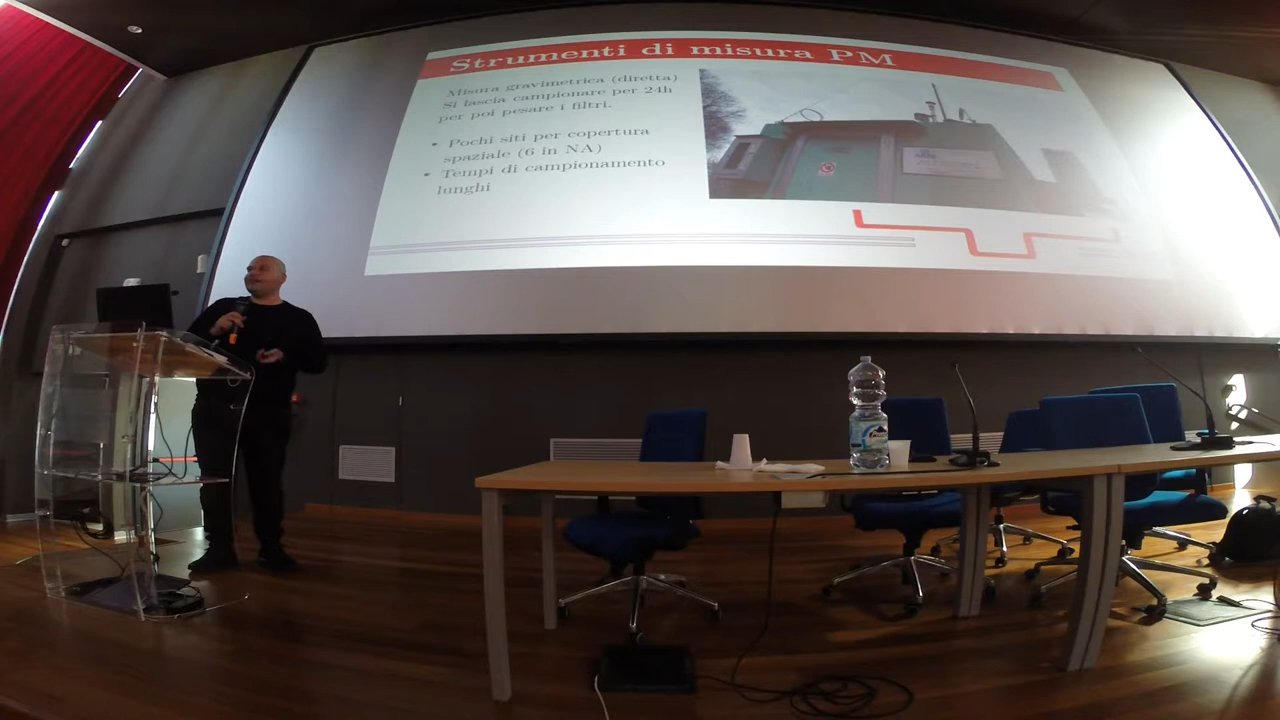 Strumenti di misura PM
Misura gravimetrica (diretta)
Si lascia campionare per 24h
per poi pesare i filtri.
• Pochi siti per copertura
spaziale (6 in NA)
• Tempi di campionamento
lunghi